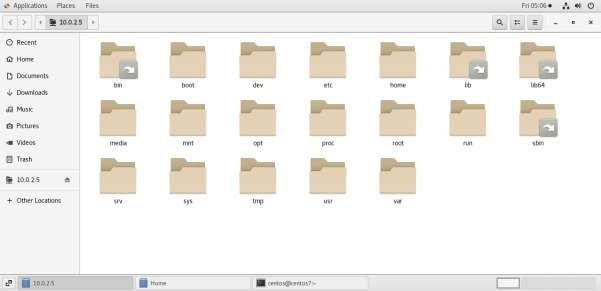 Applications Places Files Fri 05:06
10.0.2.5
Recent
Home
Documents
Downloads
Music
Pictures
Videos
Trash
10.0.2.5
Other Locations
bin boot dev etc home lib lib64
media mnt opt proc root run sbin
srv sys tmp usr var
10.0.2.5 Home centos@centos7:~